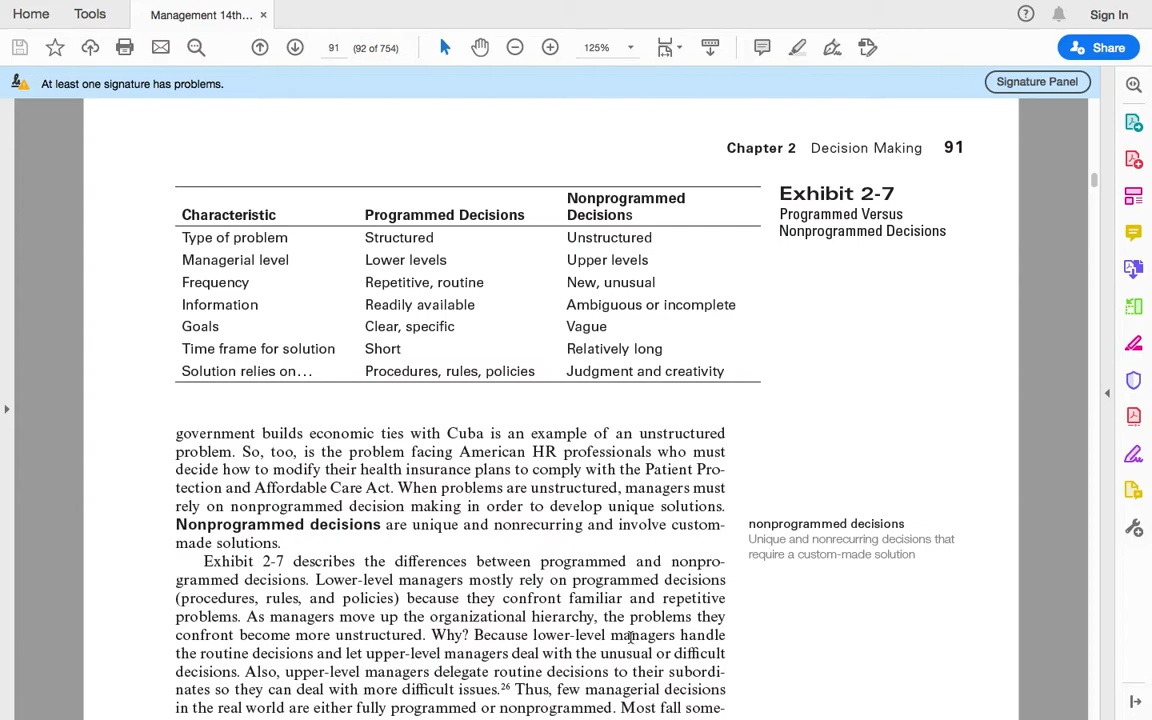 Home Tools Management 14th... × Sign In
91 (92 of 754) 125% Share
At least one signature has problems. Signature Panel
Chapter 2 Decision Making 91
Exhibit 2-7
Programmed Versus
Nonprogrammed Decisions
Characteristic Programmed Decisions Nonprogrammed Decisions
Type of problem Structured Unstructured
Managerial level Lower levels Upper levels
Frequency Repetitive, routine New, unusual
Information Readily available Ambiguous or incomplete
Goals Clear, specific Vague
Time frame for solution Short Relatively long
Solution relies on... Procedures, rules, policies Judgment and creativity
government builds economic ties with Cuba is an example of an unstructured
problem. So, too, is the problem facing American HR professionals who must
decide how to modify their health insurance plans to comply with the Patient Pro-
tection and Affordable Care Act. When problems are unstructured, managers must
rely on nonprogrammed decision making in order to develop unique solutions.
Nonprogrammed decisions are unique and nonrecurring and involve custom-
made solutions.
nonprogrammed decisions
Unique and nonrecurring decisions that
require a custom-made solution
Exhibit 2-7 describes the differences between programmed and nonpro-
grammed decisions. Lower-level managers mostly rely on programmed decisions
(procedures, rules, and policies) because they confront familiar and repetitive
problems. As managers move up the organizational hierarchy, the problems they
confront become more unstructured. Why? Because lower-level managers handle
the routine decisions and let upper-level managers deal with the unusual or difficult
decisions. Also, upper-level managers delegate routine decisions to their subordi-
nates so they can deal with more difficult issues.26 Thus, few managerial decisions
in the real world are either fully programmed or nonprogrammed. Most fall some-